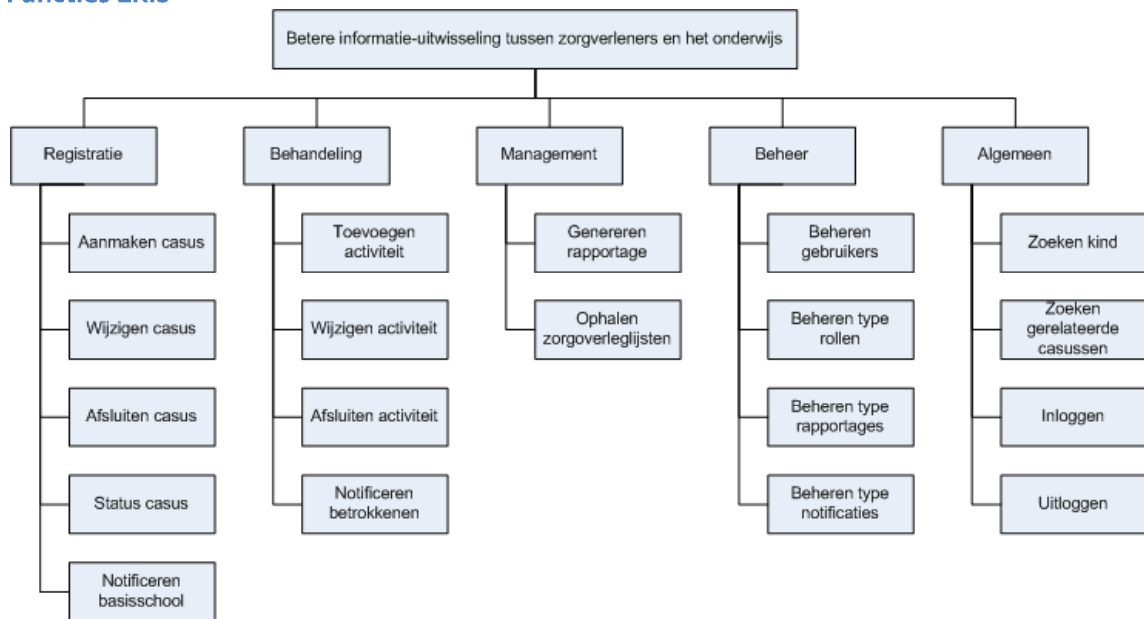 Functies ERIS
Betere informatie-uitwisseling tussen zorgverleners en het onderwijs
Registratie
Behandeling
Management
Beheer
Algemeen
Aanmaken casus
Wijzigen casus
Afsluiten casus
Status casus
Notificeren
basisschool
Toevoegen
activiteit
Wijzigen activiteit
Afsluiten activiteit
Notificeren
betrokkenen
Genereren
rapportage
Ophalen
zorgoverleglijsten
Beheren
gebruikers
Beheren type
rollen
Beheren type
rapportages
Beheren type
notificaties
Zoeken kind
Zoeken
gerelateerde
casussen
Inloggen
Uitloggen